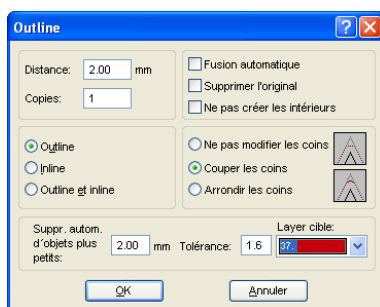 Outline
Distance: 2.00 mm
Copies: 1
Fusion automatique
Supprimer l'original
Ne pas créer les intérieurs
Outline
Inline
Outline et inline
Ne pas modifier les coins
Couper les coins
Arrondir les coins
Suppr. autom.
d'objets plus
petits:
2.00 mm Tolérance: 1.6
Layer cible:
37.
OK
Annuler